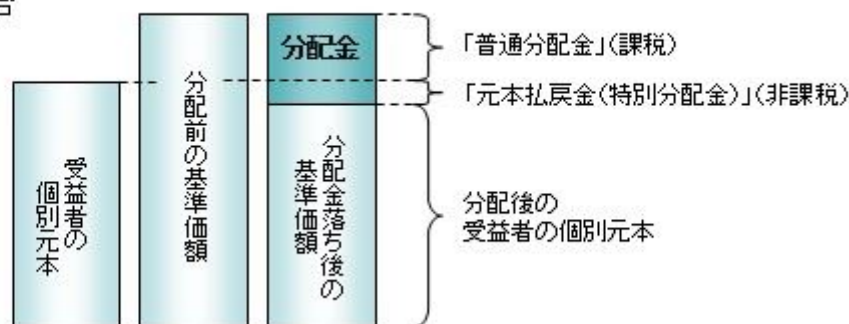 分配金
「普通分配金」(課税)
「元本払戻金(特別分配金)」(非課税)
受益者の
個別元本
分配前の基準価額
分配金落ち後の
基準価額
分配後の
受益者の個別元本